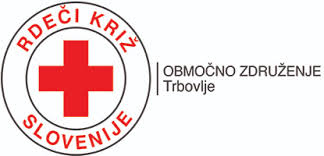 RDEČI KRIŽ
SLOVENIJE
OBMOČNO ZDRUŽENJE
Trbovlje